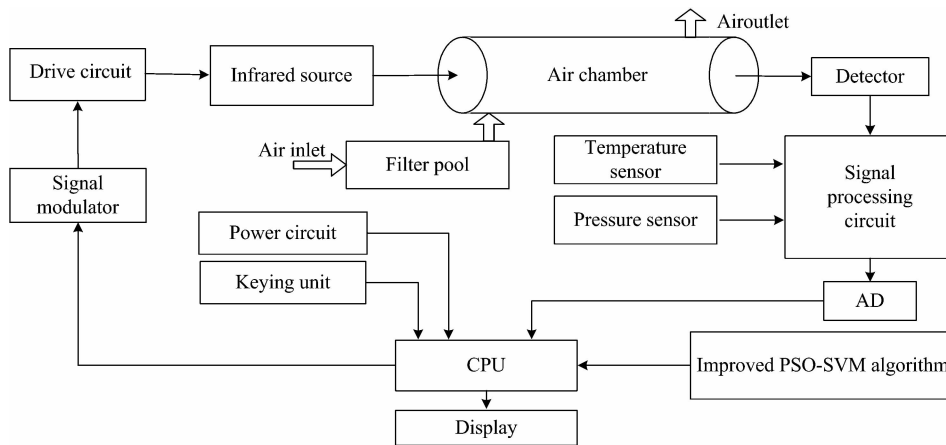 Airoutlet
Drive circuit
Infrared source
Air chamber
Detector
Air inlet
Filter pool
Temperature
sensor
Signal
processing
circuit
Signal
modulator
Pressure sensor
Power circuit
Keying unit
AD
CPU
Improved PSO-SVM algorithm
Display